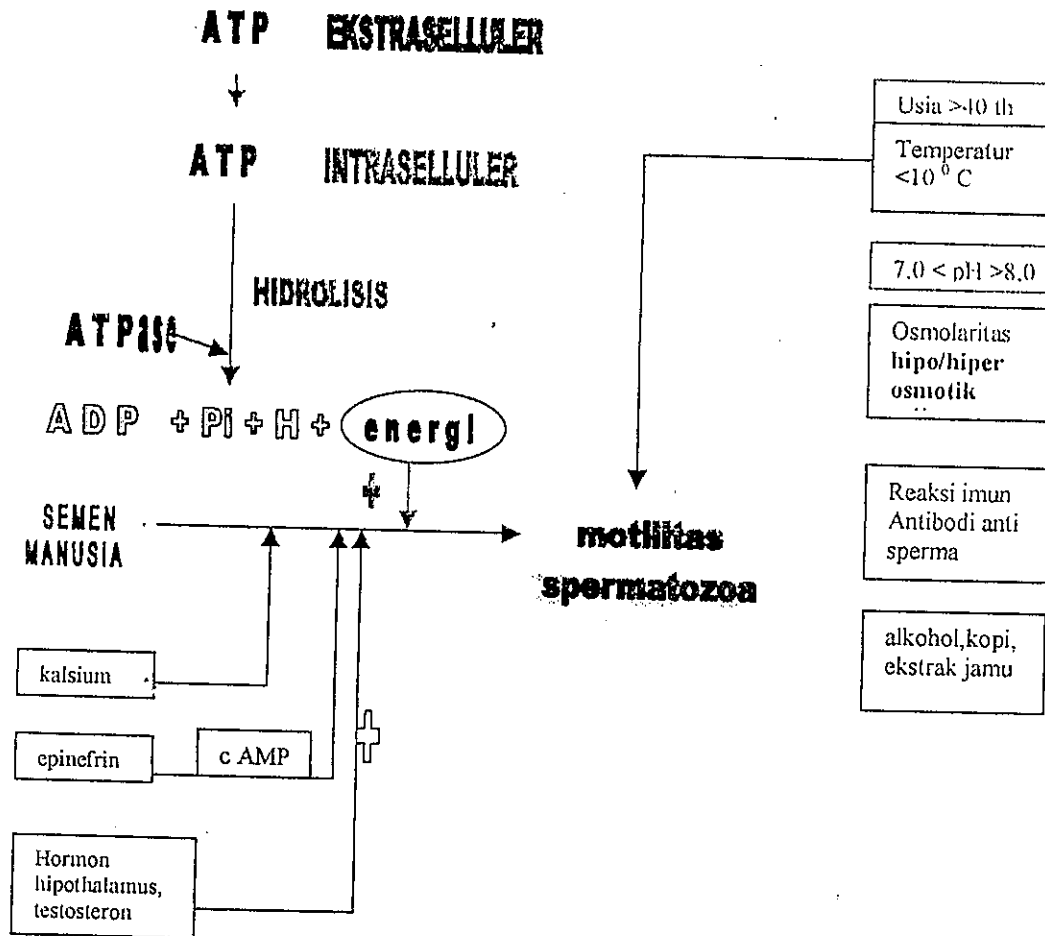 ATP EKSTRASELLULER
ATP INTRASELLULER
HIDROLISIS
ATPase
ADP + Pi + H + energi
+
SEMEN
MANUSIA
motilitas
spermatozoa
kalsium
epinefrin
c AMP
+
Hormon
hipothalamus,
testosteron
Usia >40 th
Temperatur
<10 ⁰ C
7,0 < pH >8,0
Osmolaritas
hipo/hiper
osmotik
Reaksi imun
Antibodi anti
sperma
alkohol,kopi,
ekstrak jamu